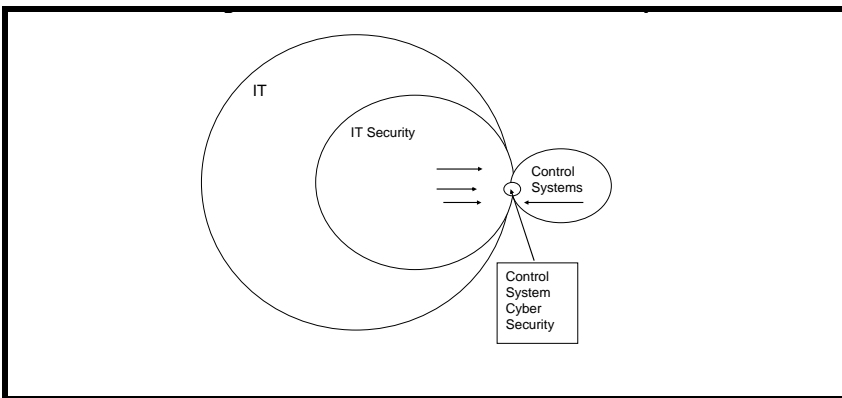 IT
IT Security
Control
Systems
Control
System
Cyber
Security